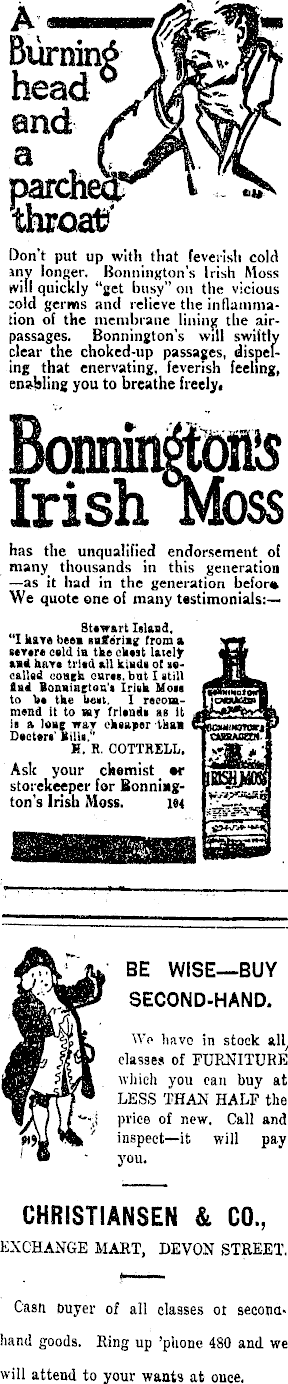 A
Burning
head
and
a
parched
throat
Don't put up with that feverish cold
any longer. Bonnington's Irish Moss
will quickly "get busy" on the vicious
cold germs and relieve the inflamma-
tion of the membrane lining the air-
passages. Bonnington's will swiftly
clear the choked-up passages, dispel-
ing that enervating, feverish feeling,
enabling you to breathe freely.
Bonnington's
Irish Moss
has the unqualified endorsement of
many thousands in this generation
—as it had in the generation before
We quote one of many testimonials:—
Stewart Island.
"I have been suffering from a
severe cold in the chest lately
and have tried all kinds of so-
called cough cures, but I still
find Bonnington's Irish Moss
to be the best. I recom-
mend it to my friends as it
is a long way cheaper than
Doctors' Bills."
H. R. COTTRELL,
Ask your chemist or
storekeeper for Bonning-
ton's Irish Moss. 104
BONNINGTON'S
CARRAGEEN
BONNINGTON'S
CARRAGEEN
IRISH MOSS
BE WISE—BUY
SECOND-HAND.
We have in stock all
classes of FURNITURE
which you can buy at
LESS THAN HALF the
price of new. Call and
inspect—it will pay
you.
919
CHRISTIANSEN & CO.,
EXCHANGE MART, DEVON STREET.
Cash buyer of all classes of second-
hand goods. Ring up 'phone 480 and we
will attend to your wants at once.